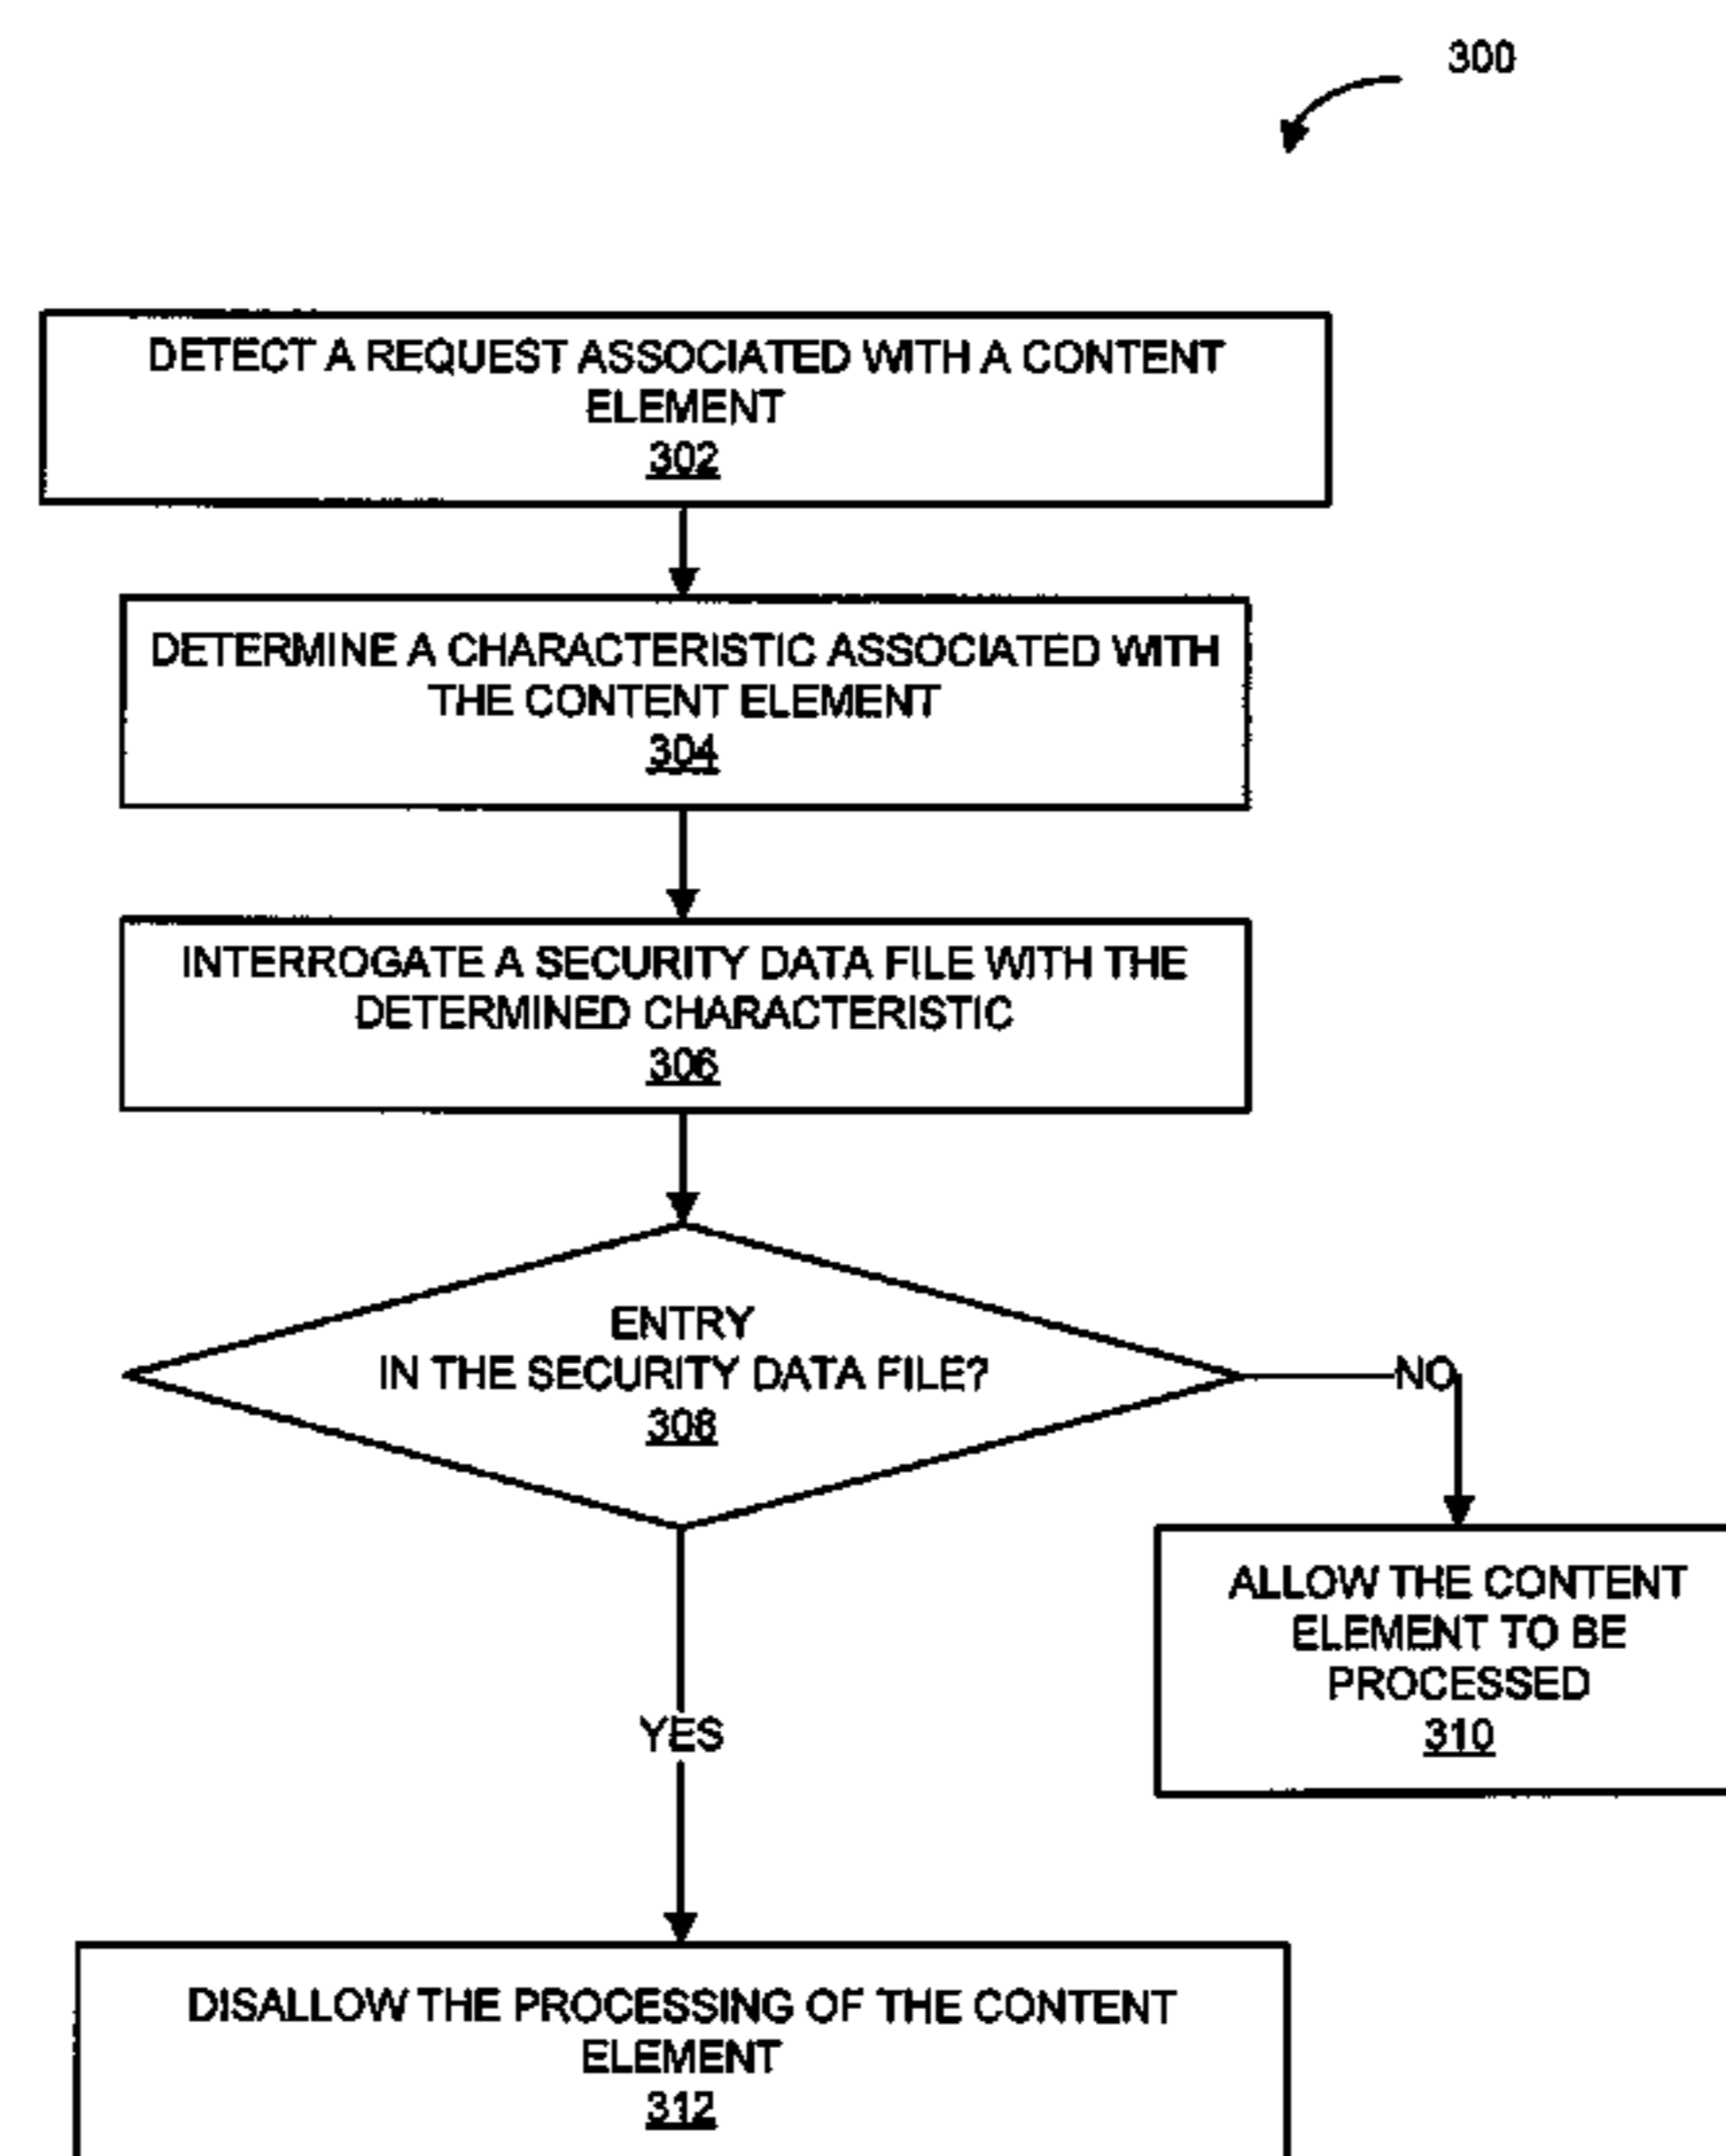 300
DETECT A REQUEST ASSOCIATED WITH A CONTENT
ELEMENT
302
DETERMINE A CHARACTERISTIC ASSOCIATED WITH
THE CONTENT ELEMENT
304
INTERROGATE A SECURITY DATA FILE WITH THE
DETERMINED CHARACTERISTIC
306
ENTRY
IN THE SECURITY DATA FILE?
308
NO
ALLOW THE CONTENT
ELEMENT TO BE
PROCESSED
310
YES
DISALLOW THE PROCESSING OF THE CONTENT
ELEMENT
312